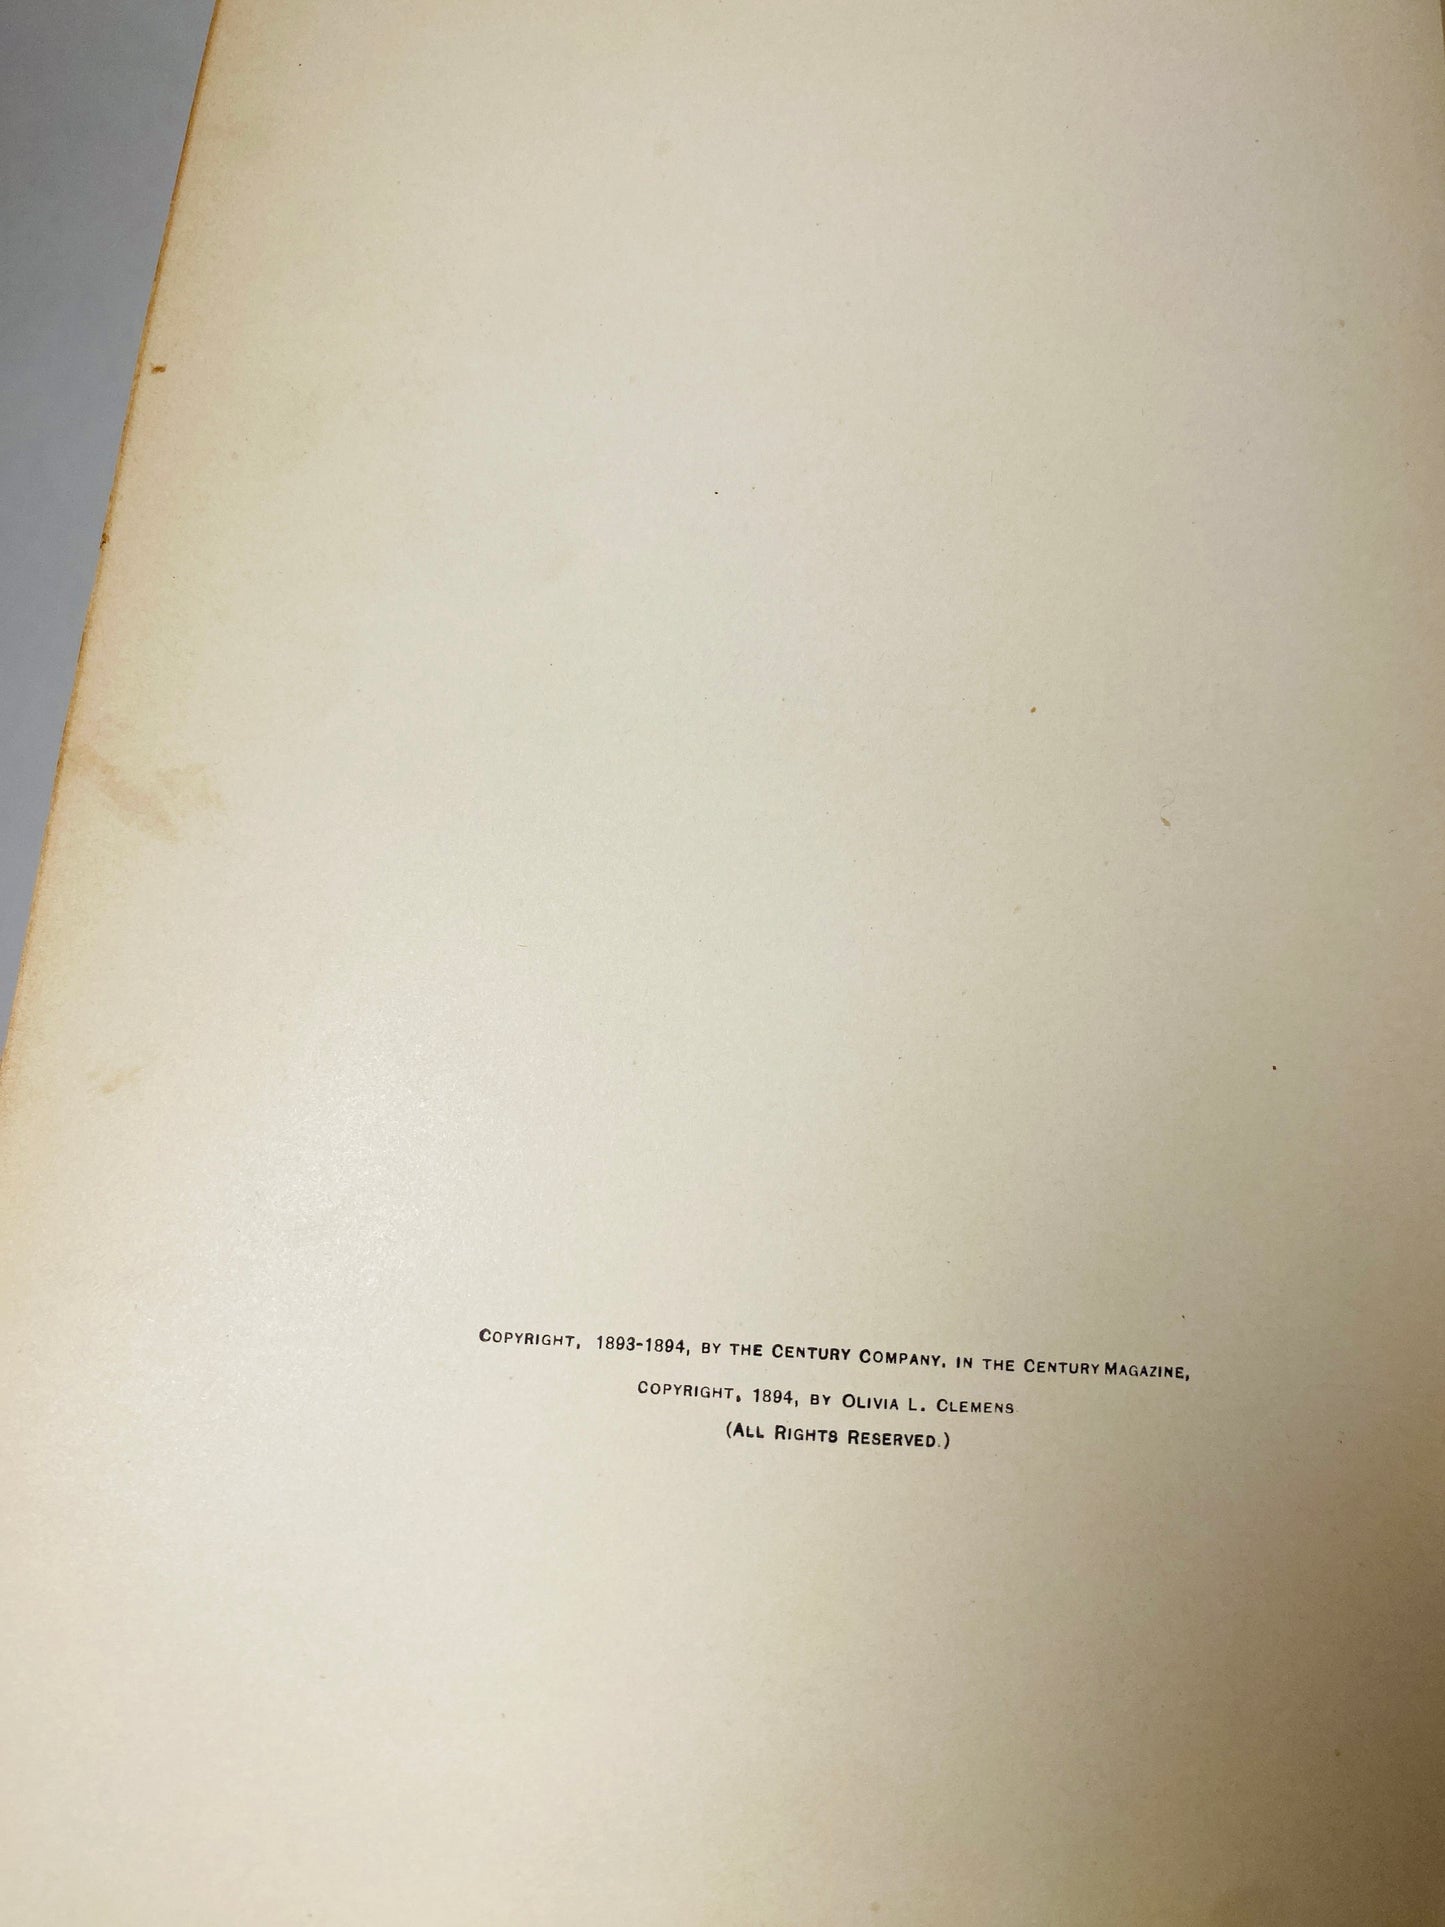 COPYRIGHT, 1893-1894, BY THE CENTURY COMPANY, IN THE CENTURY MAGAZINE,
COPYRIGHT, 1894, BY OLIVIA L. CLEMENS
(ALL RIGHTS RESERVED.)